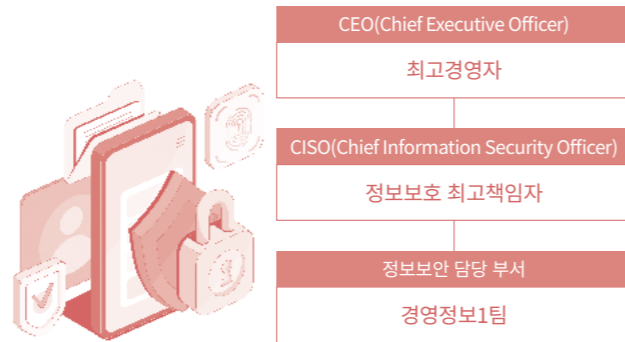 CEO(Chief Executive Officer)
최고경영자
CISO(Chief Information Security Officer)
정보보호 최고책임자
정보보안 담당 부서
경영정보1팀